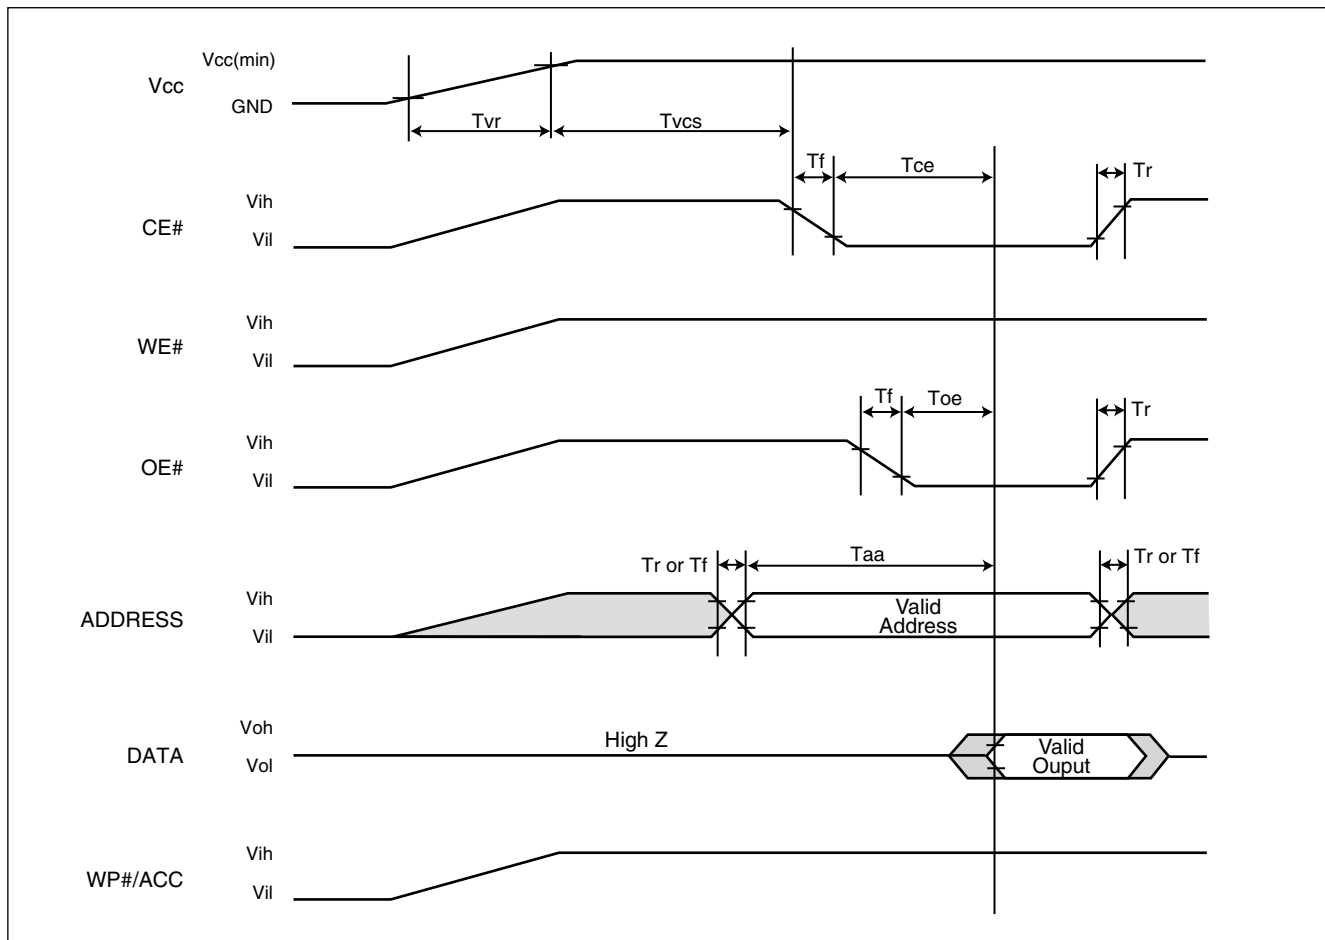 Vcc(min)
Vcc
GND
Tvr
Tvcs
Tf
Tce
Tr
Vih
CE#
Vil
Vih
WE#
Vil
Tf
Toe
Tr
Vih
OE#
Vil
Tr or Tf
Taa
Tr or Tf
Vih
ADDRESS
Vil
Valid
Address
Voh
DATA
Vol
High Z
Valid
Ouput
Vih
WP#/ACC
Vil